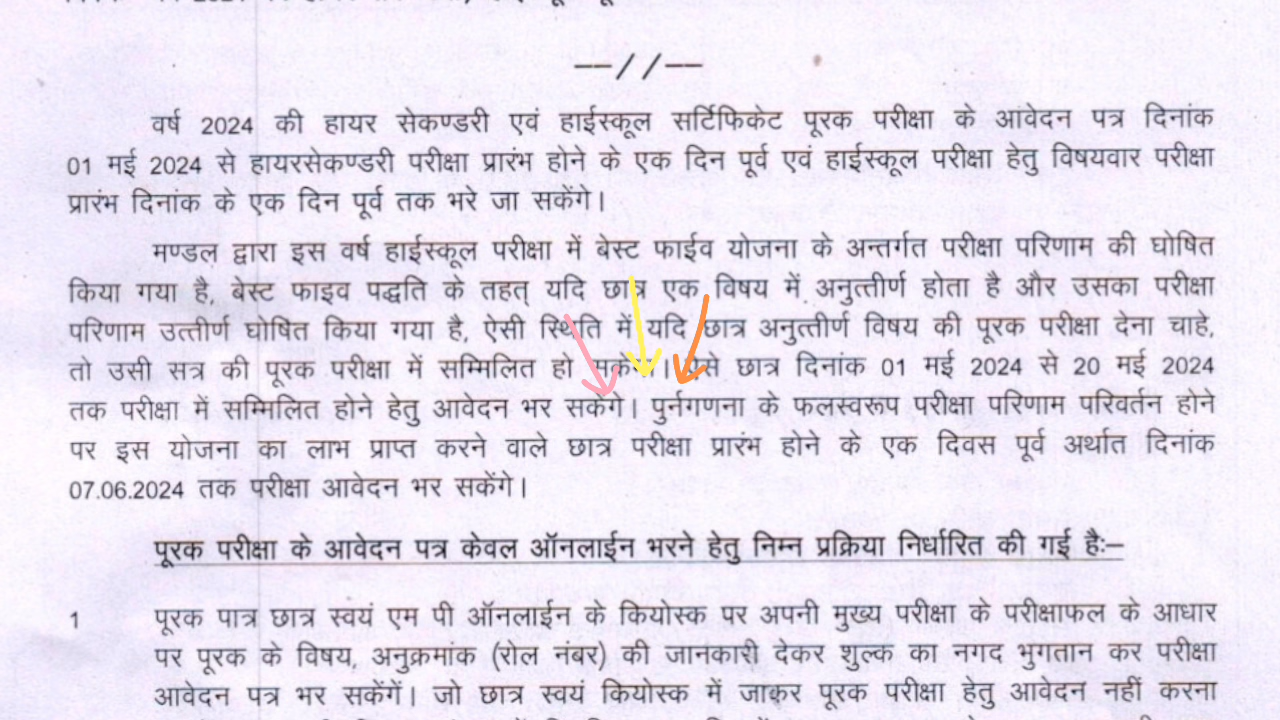 —//—
वर्ष 2024 की हायर सेकण्डरी एवं हाईस्कूल सर्टिफिकेट पूरक परीक्षा के आवेदन पत्र दिनांक
01 मई 2024 से हायरसेकण्डरी परीक्षा प्रारंभ होने के एक दिन पूर्व एवं हाईस्कूल परीक्षा हेतु विषयवार परीक्षा
प्रारंभ दिनांक के एक दिन पूर्व तक भरे जा सकेंगे।
मण्डल द्वारा इस वर्ष हाईस्कूल परीक्षा में बेस्ट फाईव योजना के अन्तर्गत परीक्षा परिणाम की घोषित
किया गया है, बेस्ट फाइव पद्धति के तहत् यदि छात्र एक विषय में अनुत्तीर्ण होता है और उसका परीक्षा
परिणाम उत्तीर्ण घोषित किया गया है, ऐसी स्थिति में यदि छात्र अनुत्तीर्ण विषय की पूरक परीक्षा देना चाहे,
तो उसी सत्र की पूरक परीक्षा में सम्मिलित हो सकेंगे। ऐसे छात्र दिनांक 01 मई 2024 से 20 मई 2024
तक परीक्षा में सम्मिलित होने हेतु आवेदन भर सकेंगे। पुर्नगणना के फलस्वरूप परीक्षा परिणाम परिवर्तन होने
पर इस योजना का लाभ प्राप्त करने वाले छात्र परीक्षा प्रारंभ होने के एक दिवस पूर्व अर्थात दिनांक
07.06.2024 तक परीक्षा आवेदन भर सकेंगे।
पूरक परीक्षा के आवेदन पत्र केवल ऑनलाईन भरने हेतु निम्न प्रक्रिया निर्धारित की गई हैः—
1 पूरक पात्र छात्र स्वयं एम पी ऑनलाईन के कियोस्क पर अपनी मुख्य परीक्षा के परीक्षाफल के आधार
पर पूरक के विषय, अनुक्रमांक (रोल नंबर) की जानकारी देकर शुल्क का नगद भुगतान कर परीक्षा
आवेदन पत्र भर सकेंगें। जो छात्र स्वयं कियोस्क में जाकर पूरक परीक्षा हेतु आवेदन नहीं करना